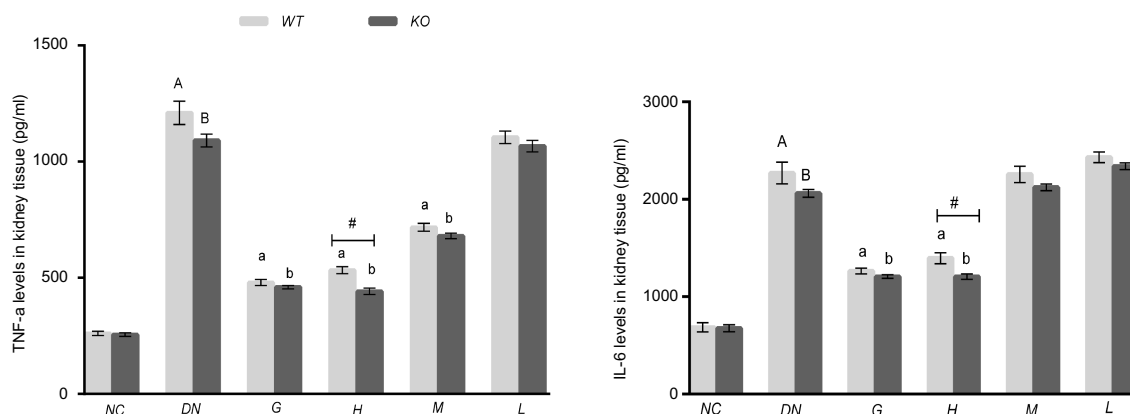 WT KO
TNF-a levels in kidney tissue (pg/ml)
1500
1000
500
0
A
B
a
b
#
a
b
a
b
NC DN G H M L
IL-6 levels in kidney tissue (pg/ml)
3000
2000
1000
0
A
B
a
b
#
a
b
NC DN G H M L